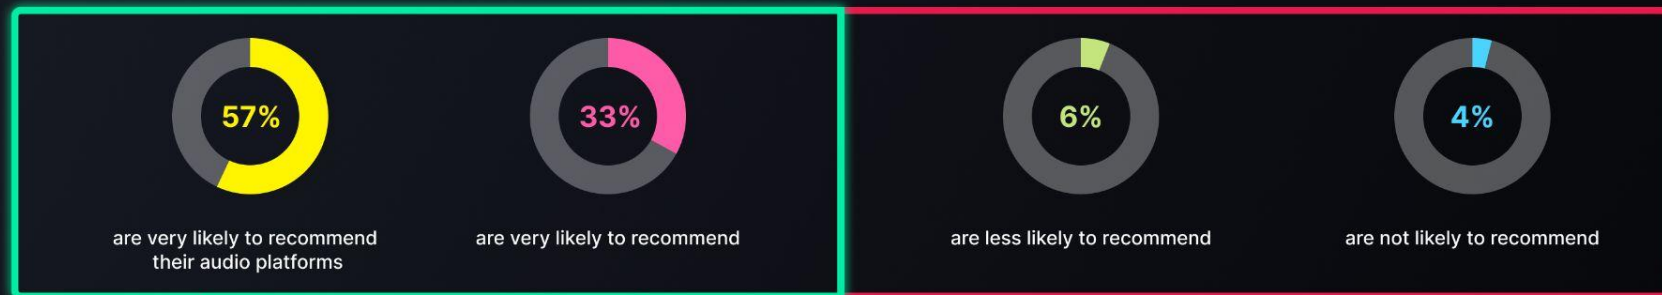 57%
33%
6%
4%
are very likely to recommend
their audio platforms
are very likely to recommend
are less likely to recommend
are not likely to recommend